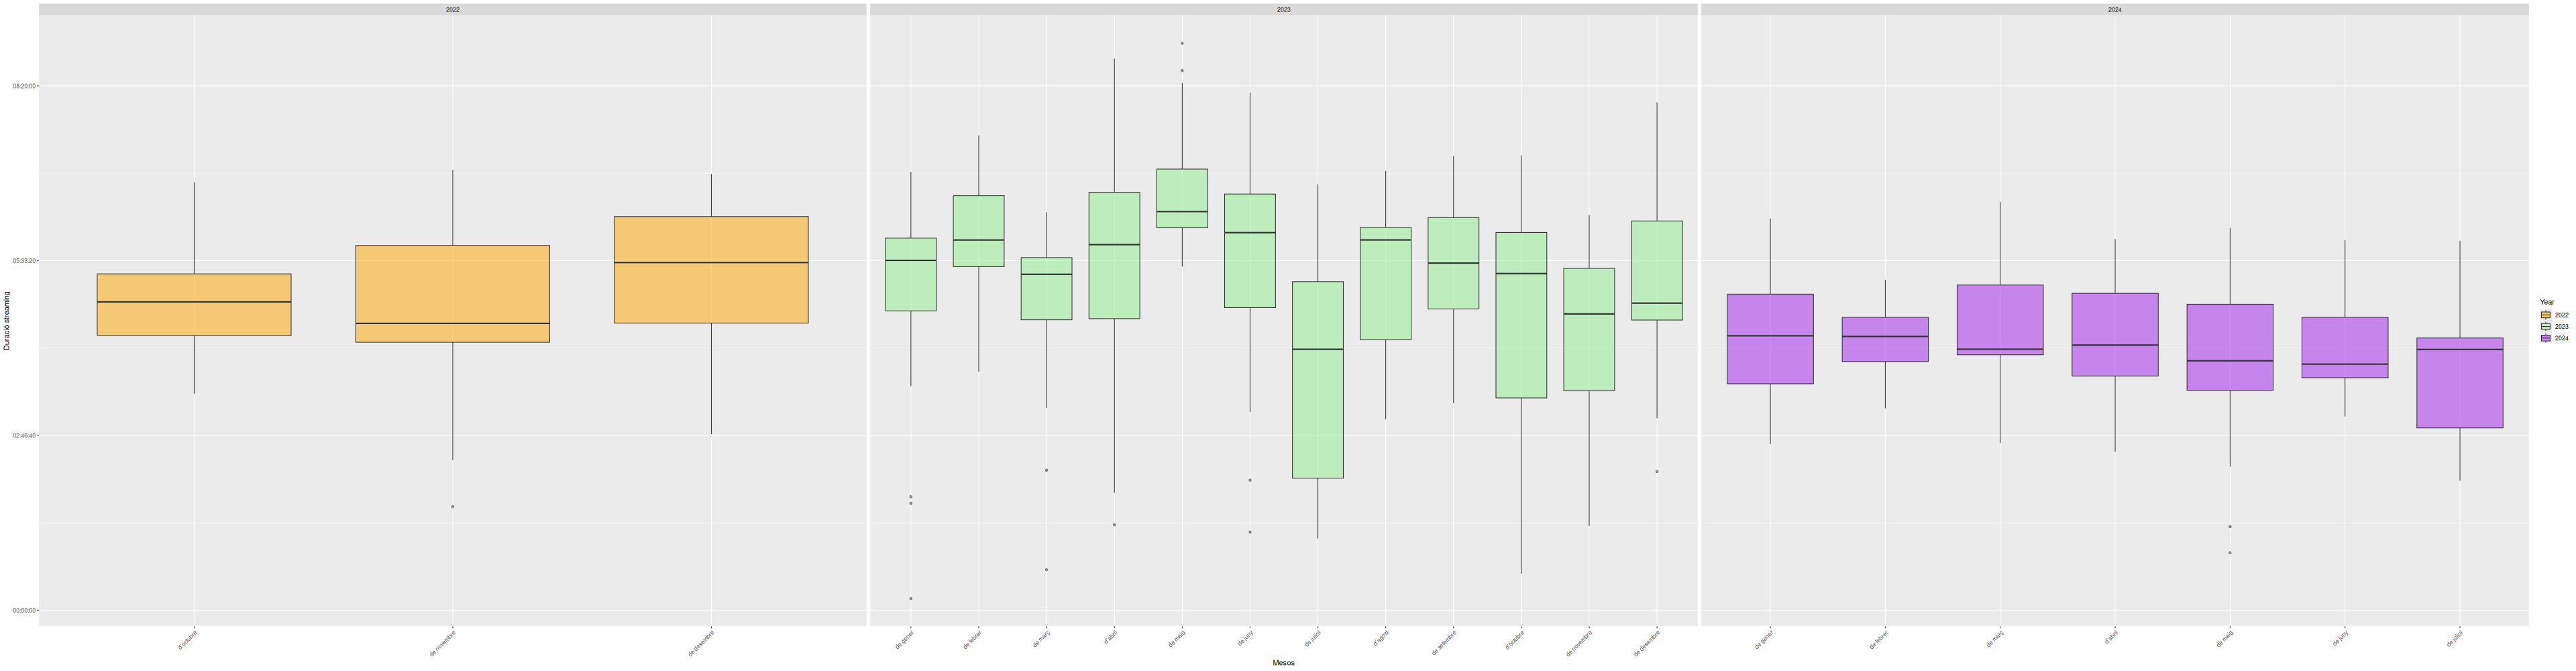 2022
2023
2024
08:20:00
05:33:20
02:46:40
00:00:00
Duració streaming
d'octubre
de novembre
de desembre
de gener
de febrer
de març
d'abril
de maig
de juny
de juliol
d'agost
de setembre
d'octubre
de novembre
de desembre
de gener
de febrer
de març
d'abril
de maig
de juny
de juliol
Mesos
Year
2022
2023
2024